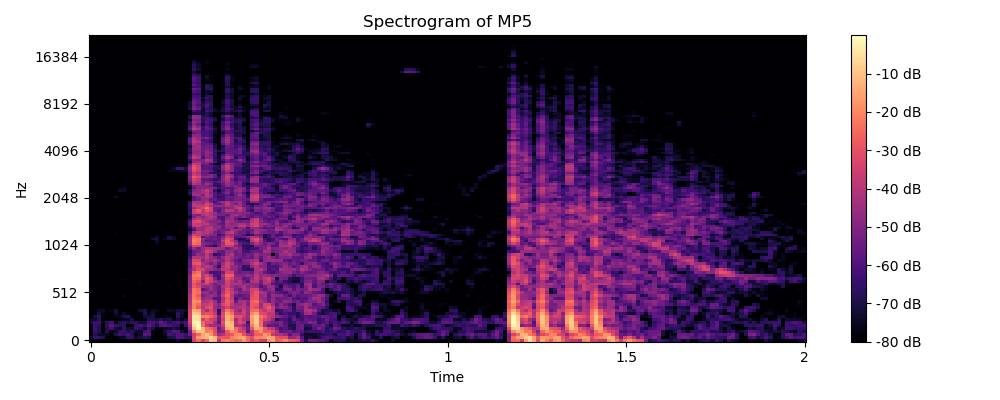 Spectrogram of MP5
Hz
16384
8192
4096
2048
1024
512
0
0
0.5
1
1.5
2
Time
-10 dB
-20 dB
-30 dB
-40 dB
-50 dB
-60 dB
-70 dB
-80 dB